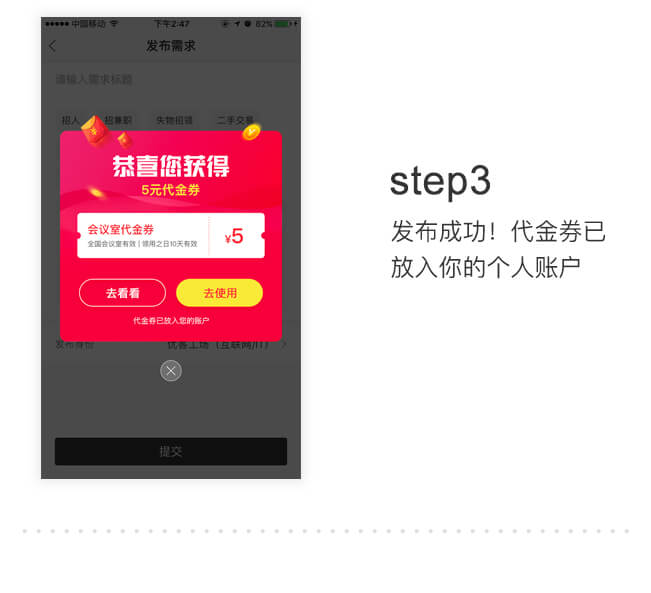 ●●●●● 中国移动 下午2:47 82%
发布需求
请输入需求标题
招人 招兼职 失物招领 二手交易
恭喜您获得
5元代金券
会议室代金券
全国会议室有效 | 领用之日10天有效
¥5
去看看 去使用
代金券已放入您的账户
发布身份 优客工场（互联网/IT）
提交
step3
发布成功！代金券已
放入你的个人账户